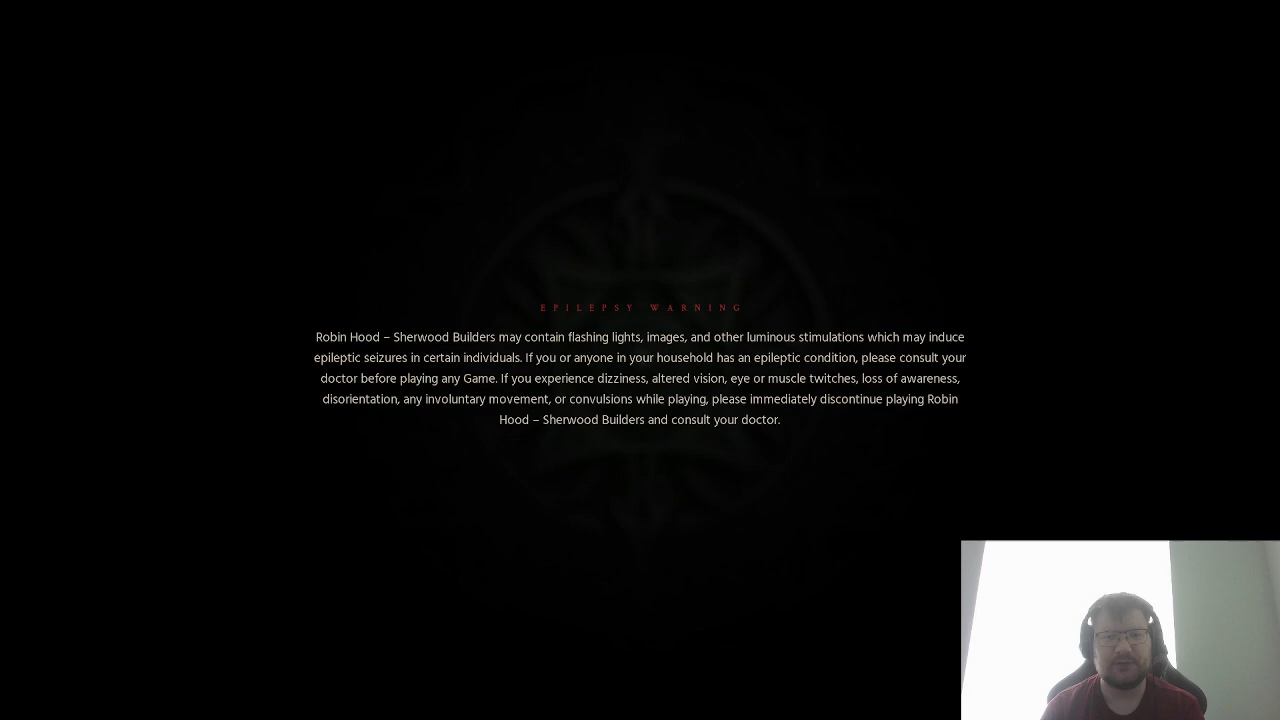 EPILEPSY WARNING
Robin Hood – Sherwood Builders may contain flashing lights, images, and other luminous stimulations which may induce
epileptic seizures in certain individuals. If you or anyone in your household has an epileptic condition, please consult your
doctor before playing any Game. If you experience dizziness, altered vision, eye or muscle twitches, loss of awareness,
disorientation, any involuntary movement, or convulsions while playing, please immediately discontinue playing Robin
Hood – Sherwood Builders and consult your doctor.